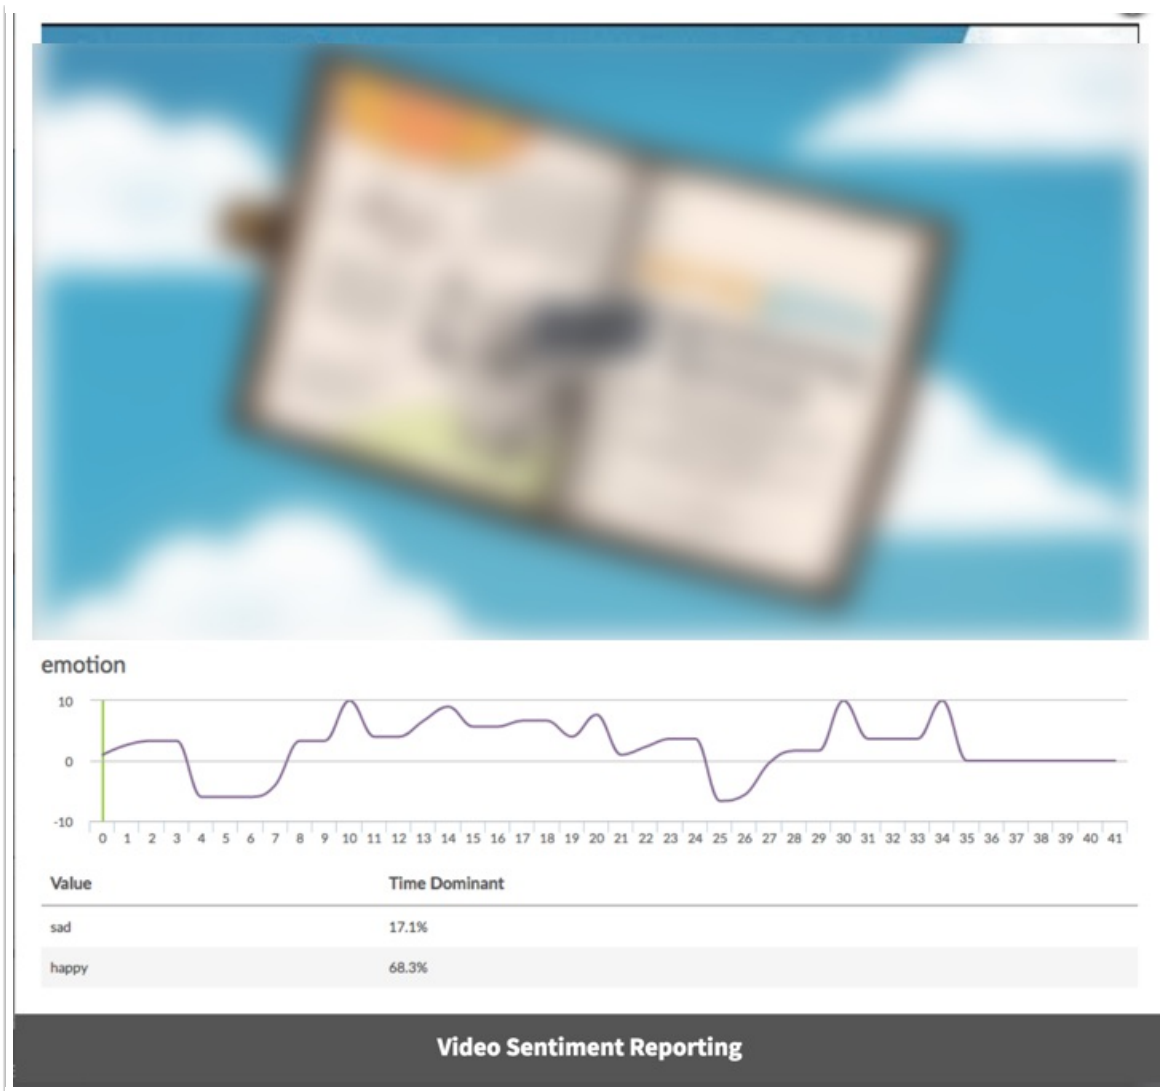 emotion
10
0
-10
0 1 2 3 4 5 6 7 8 9 10 11 12 13 14 15 16 17 18 19 20 21 22 23 24 25 26 27 28 29 30 31 32 33 34 35 36 37 38 39 40 41
Value Time Dominant
sad 17.1%
happy 68.3%
Video Sentiment Reporting